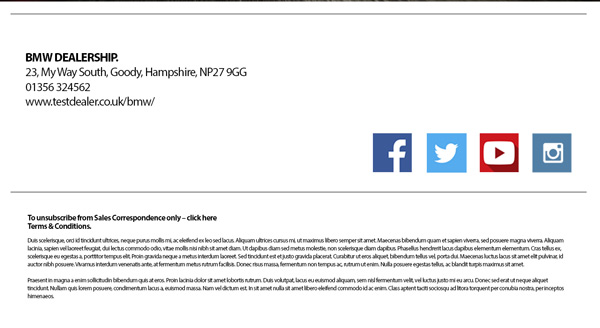 BMW DEALERSHIP.
23, My Way South, Goody, Hampshire, NP27 9GG
01356 324562
www.testdealer.co.uk/bmw/
f
You Tube
To unsubscribe from Sales Correspondence only – click here
Terms & Conditions.
Duis scelerisque, orci id tincidunt ultrices, neque purus mollis mi, ac eleifend ex leo sed lacus. Aliquam ultrices cursus mi, ut maximus libero semper sit amet. Maecenas bibendum quam et sapien viverra, sed posuere magna viverra. Aliquam
lacinia, sapien vel laoreet feugiat, dui lectus commodo odio, vitae mollis nisi nibh sit amet diam. Ut dapibus diam sed metus molestie, non scelerisque diam dapibus. Phasellus hendrerit lacus dapibus elementum elementum. Cras tellus ex,
scelerisque eu egestas a, porttitor tempus elit. Proin gravida neque a metus interdum laoreet. Sed tincidunt est et justo gravida placerat. Curabitur ut eros aliquet, bibendum tellus vel, porta dui. Maecenas luctus lacus sit amet elit pulvinar, id
auctor nibh posuere. Vivamus interdum venenatis ante, at fermentum metus rutrum facilisis. Donec risus massa, fermentum non tempus ac, rutrum ut enim. Nulla posuere egestas tellus, ac blandit turpis maximus sit amet.
Praesent in magna a enim sollicitudin bibendum quis at eros. Proin lacinia dolor sit amet lobortis rutrum. Duis volutpat, lacus eu euismod aliquam, sem nisl fermentum velit, vel luctus justo mi eu arcu. Donec sed erat ut neque aliquet
tincidunt. Nullam quis lorem posuere, condimentum lacus a, euismod massa. Nam vel dictum est. In sit amet nulla sit amet libero eleifend commodo id ac enim. Class aptent taciti sociosqu ad litora torquent per conubia nostra, per inceptos
himenaeos.